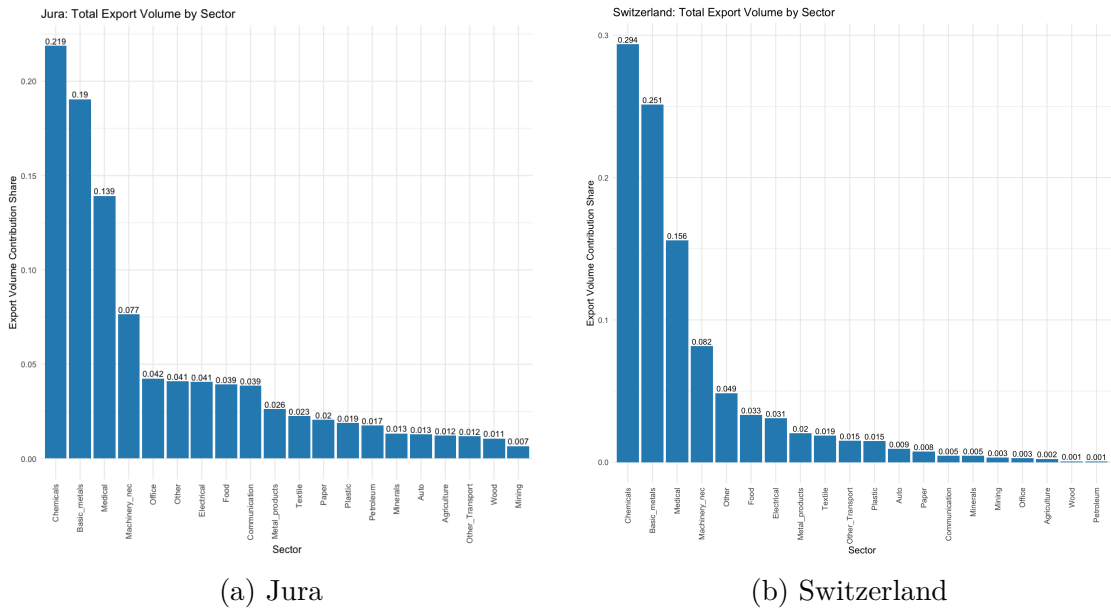 Jura: Total Export Volume by Sector
Export Volume Contribution Share
0.20
0.15
0.10
0.05
0.00
0.219
0.19
0.139
0.077
0.042
0.041
0.041
0.039
0.039
0.026
0.023
0.02
0.019
0.017
0.013
0.013
0.012
0.012
0.011
0.007
Chemicals
Basic_metals
Medical
Machinery_nec
Office
Other
Electrical
Food
Communication
Metal_products
Textile
Paper
Plastic
Petroleum
Minerals
Auto
Agriculture
Other_Transport
Wood
Mining
Sector
(a) Jura
Switzerland: Total Export Volume by Sector
Export Volume Contribution Share
0.3
0.2
0.1
0.0
0.294
0.251
0.156
0.082
0.049
0.033
0.031
0.02
0.019
0.015
0.015
0.009
0.008
0.005
0.005
0.003
0.003
0.002
0.001
0.001
Chemicals
Basic_metals
Medical
Machinery_nec
Other
Food
Electrical
Metal_products
Textile
Other_Transport
Plastic
Auto
Paper
Communication
Minerals
Mining
Office
Agriculture
Wood
Petroleum
Sector
(b) Switzerland